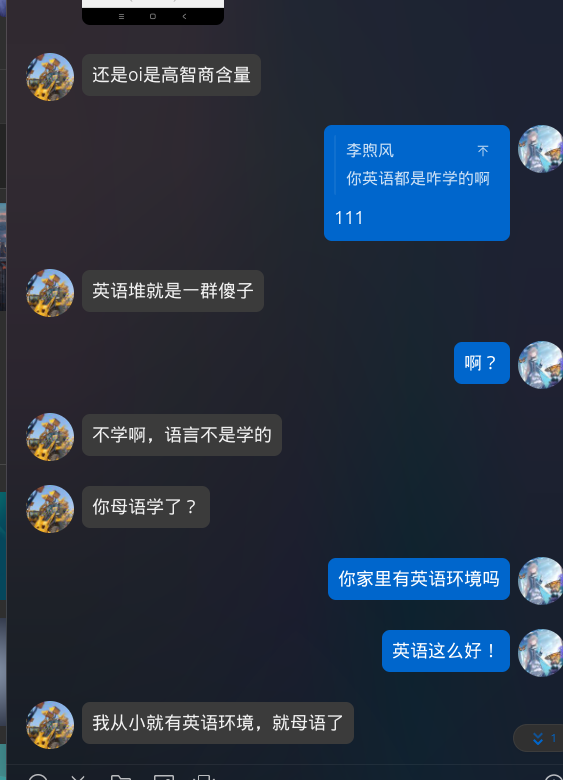 还是oi是高智商含量
李煦风
你英语都是咋学的啊
111
英语堆就是一群傻子
啊？
不学啊，语言不是学的
你母语学了？
你家里有英语环境吗
英语这么好！
我从小就有英语环境，就母语了
1